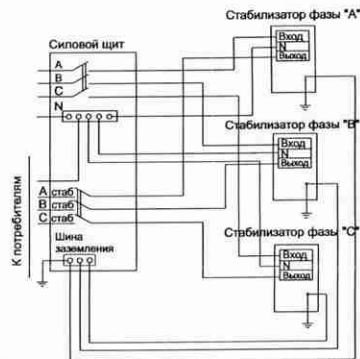 Стабилизатор фазы "А"
Вход
N
Выход
Силовой щит
А
В
С
N
Стабилизатор фазы "В"
Вход
N
Выход
К потребителям
А стаб
В стаб
С стаб
Шина
заземления
Стабилизатор фазы "С"
Вход
N
Выход